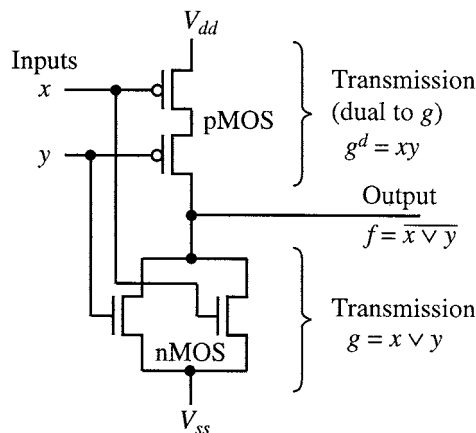 V_dd
Inputs
x
y
pMOS
Transmission
(dual to g)
g^d = xy
Output
f = \overline{x ∨ y}
nMOS
Transmission
g = x ∨ y
V_ss